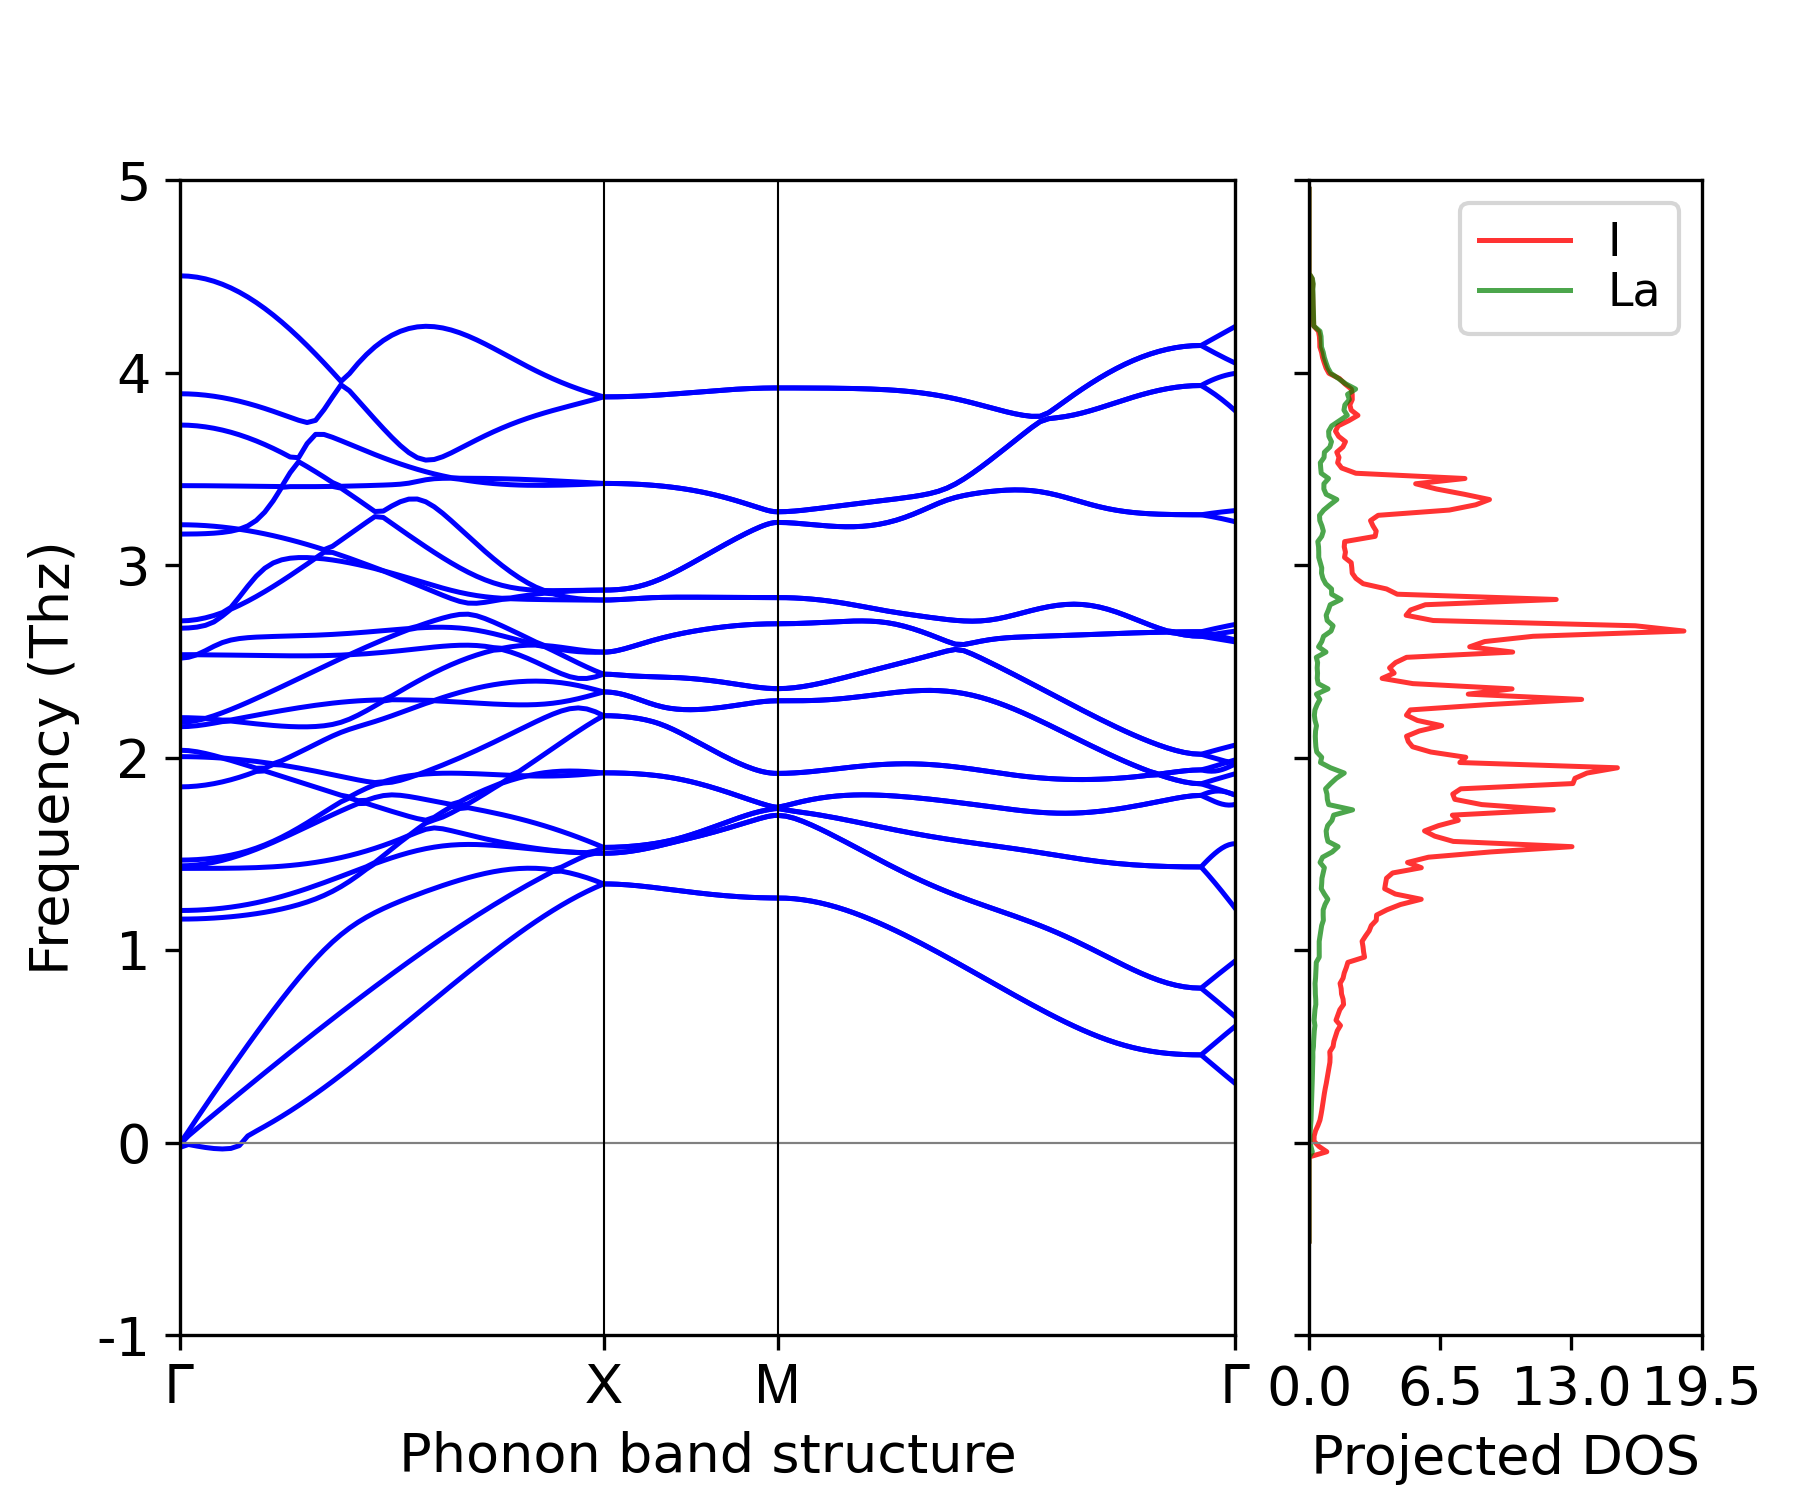 5
4
3
2
1
0
-1
Frequency (Thz)
Γ X M Γ
Phonon band structure
I
La
0.0 6.5 13.0 19.5
Projected DOS